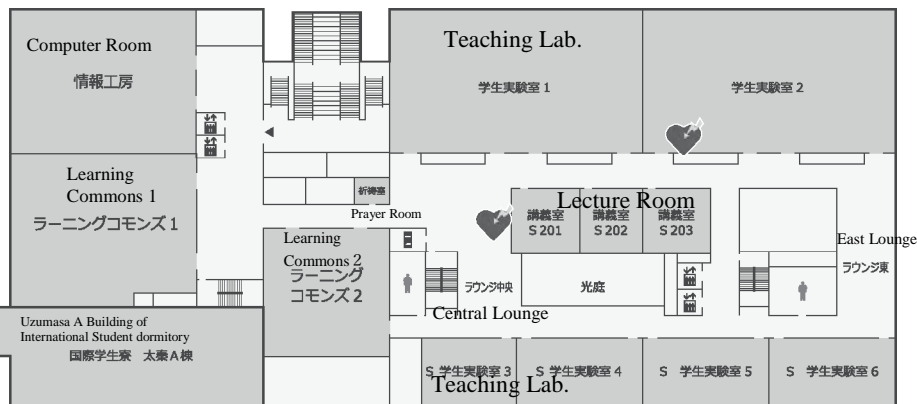 Computer Room
情報工房
Teaching Lab.
学生実験室 1
学生実験室 2
Learning
Commons 1
ラーニングコモンズ 1
祈祷室
Prayer Room
Lecture Room
講義室
S 201
講義室
S 202
講義室
S 203
Learning
Commons 2
ラーニング
コモンズ 2
East Lounge
ラウンジ東
ラウンジ中央
光庭
Central Lounge
Uzumasa A Building of
International Student dormitory
国際学生寮 太秦A棟
S 学生実験室 3
S 学生実験室 4
S 学生実験室 5
S 学生実験室 6
Teaching Lab.